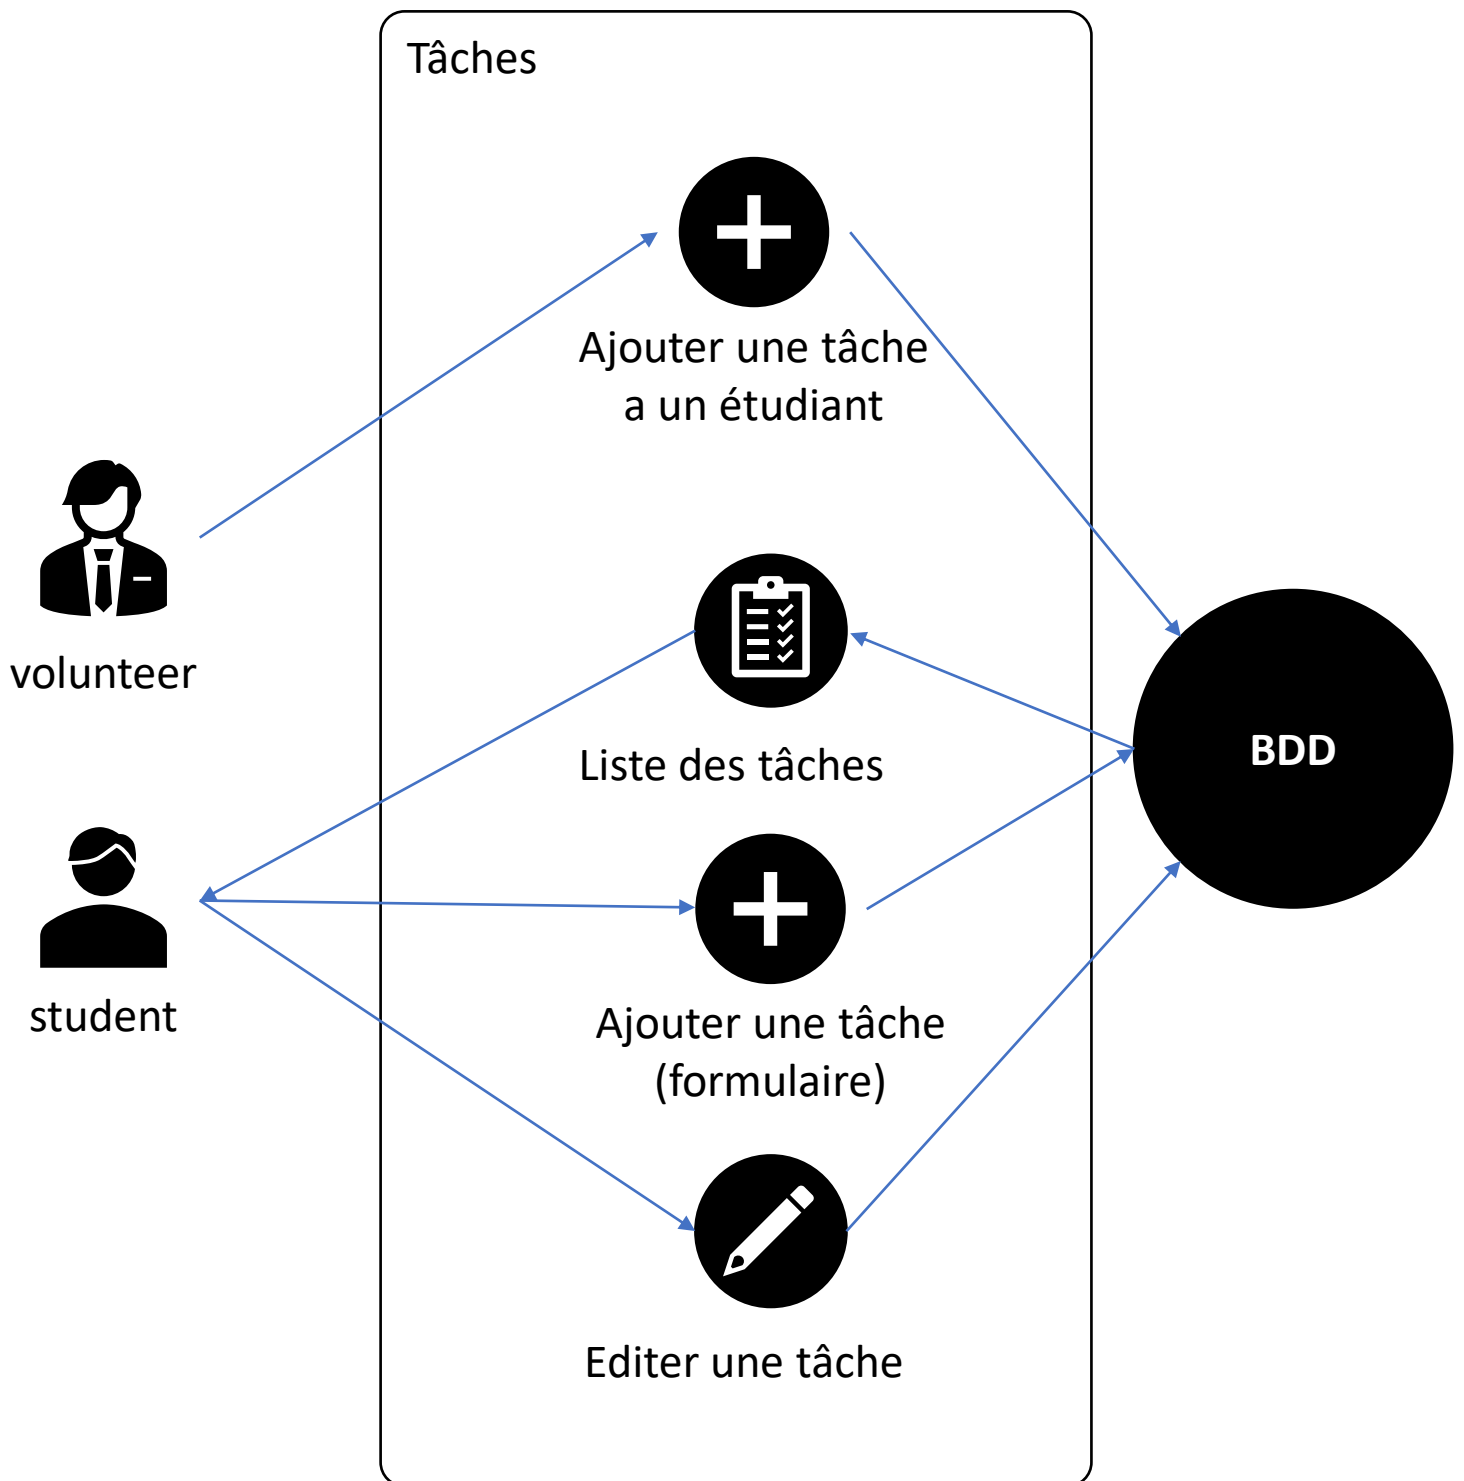 Tâches
Ajouter une tâche
a un étudiant
volunteer
Liste des tâches
BDD
student
Ajouter une tâche
(formulaire)
Editer une tâche